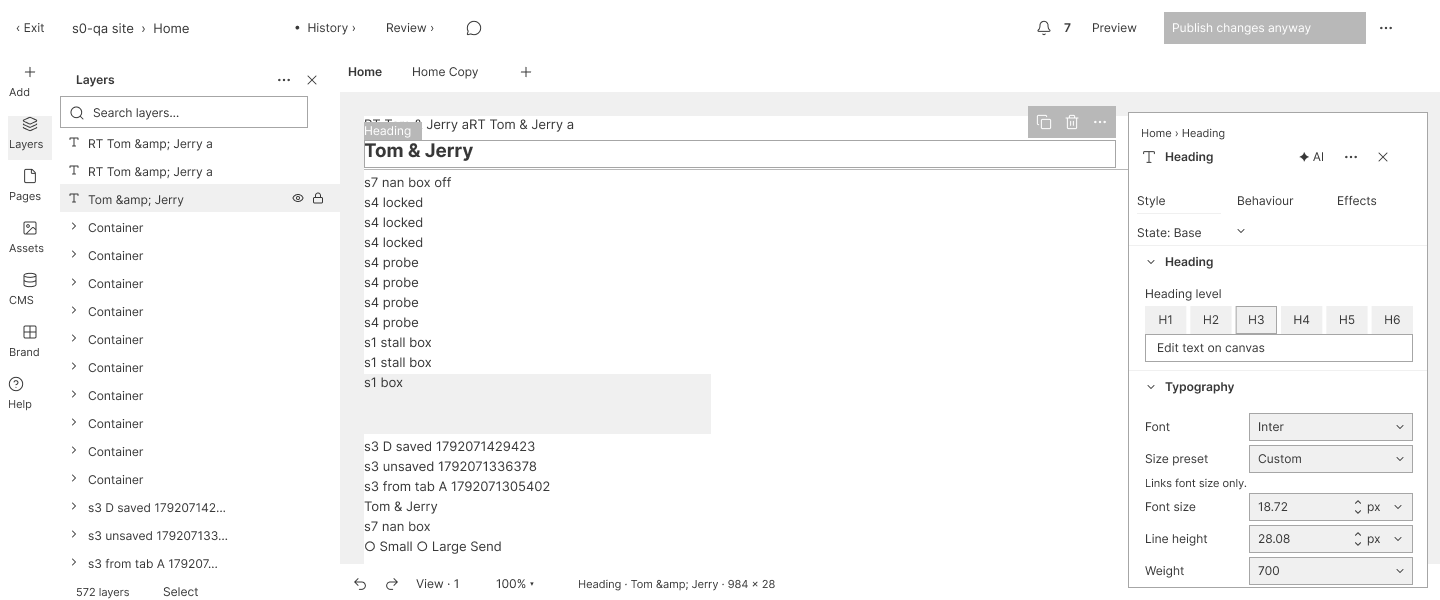 ‹ Exit
s0-qa site › Home
• History ›
Review ›
7
Preview
Publish changes anyway
Add
Layers
Pages
Assets
CMS
Brand
Help
Layers
Search layers...
RT Tom &amp; Jerry a
RT Tom &amp; Jerry a
Tom &amp; Jerry
Container
Container
Container
Container
Container
Container
Container
Container
Container
Container
s3 D saved 179207142...
s3 unsaved 179207133...
s3 from tab A 179207...
572 layers
Select
Home
Home Copy
Jerry aRT Tom & Jerry a
Heading
Tom & Jerry
s7 nan box off
s4 locked
s4 locked
s4 locked
s4 probe
s4 probe
s4 probe
s4 probe
s1 stall box
s1 stall box
s1 box
s3 D saved 1792071429423
s3 unsaved 1792071336378
s3 from tab A 1792071305402
Tom & Jerry
s7 nan box
Small Large Send
View · 1
100%
Heading · Tom &amp; Jerry · 984 × 28
Home › Heading
Heading
AI
Style
Behaviour
Effects
State: Base
Heading
Heading level
H1 H2 H3 H4 H5 H6
Edit text on canvas
Typography
Font
Inter
Size preset
Custom
Links font size only.
Font size
18.72
px
Line height
28.08
px
Weight
700